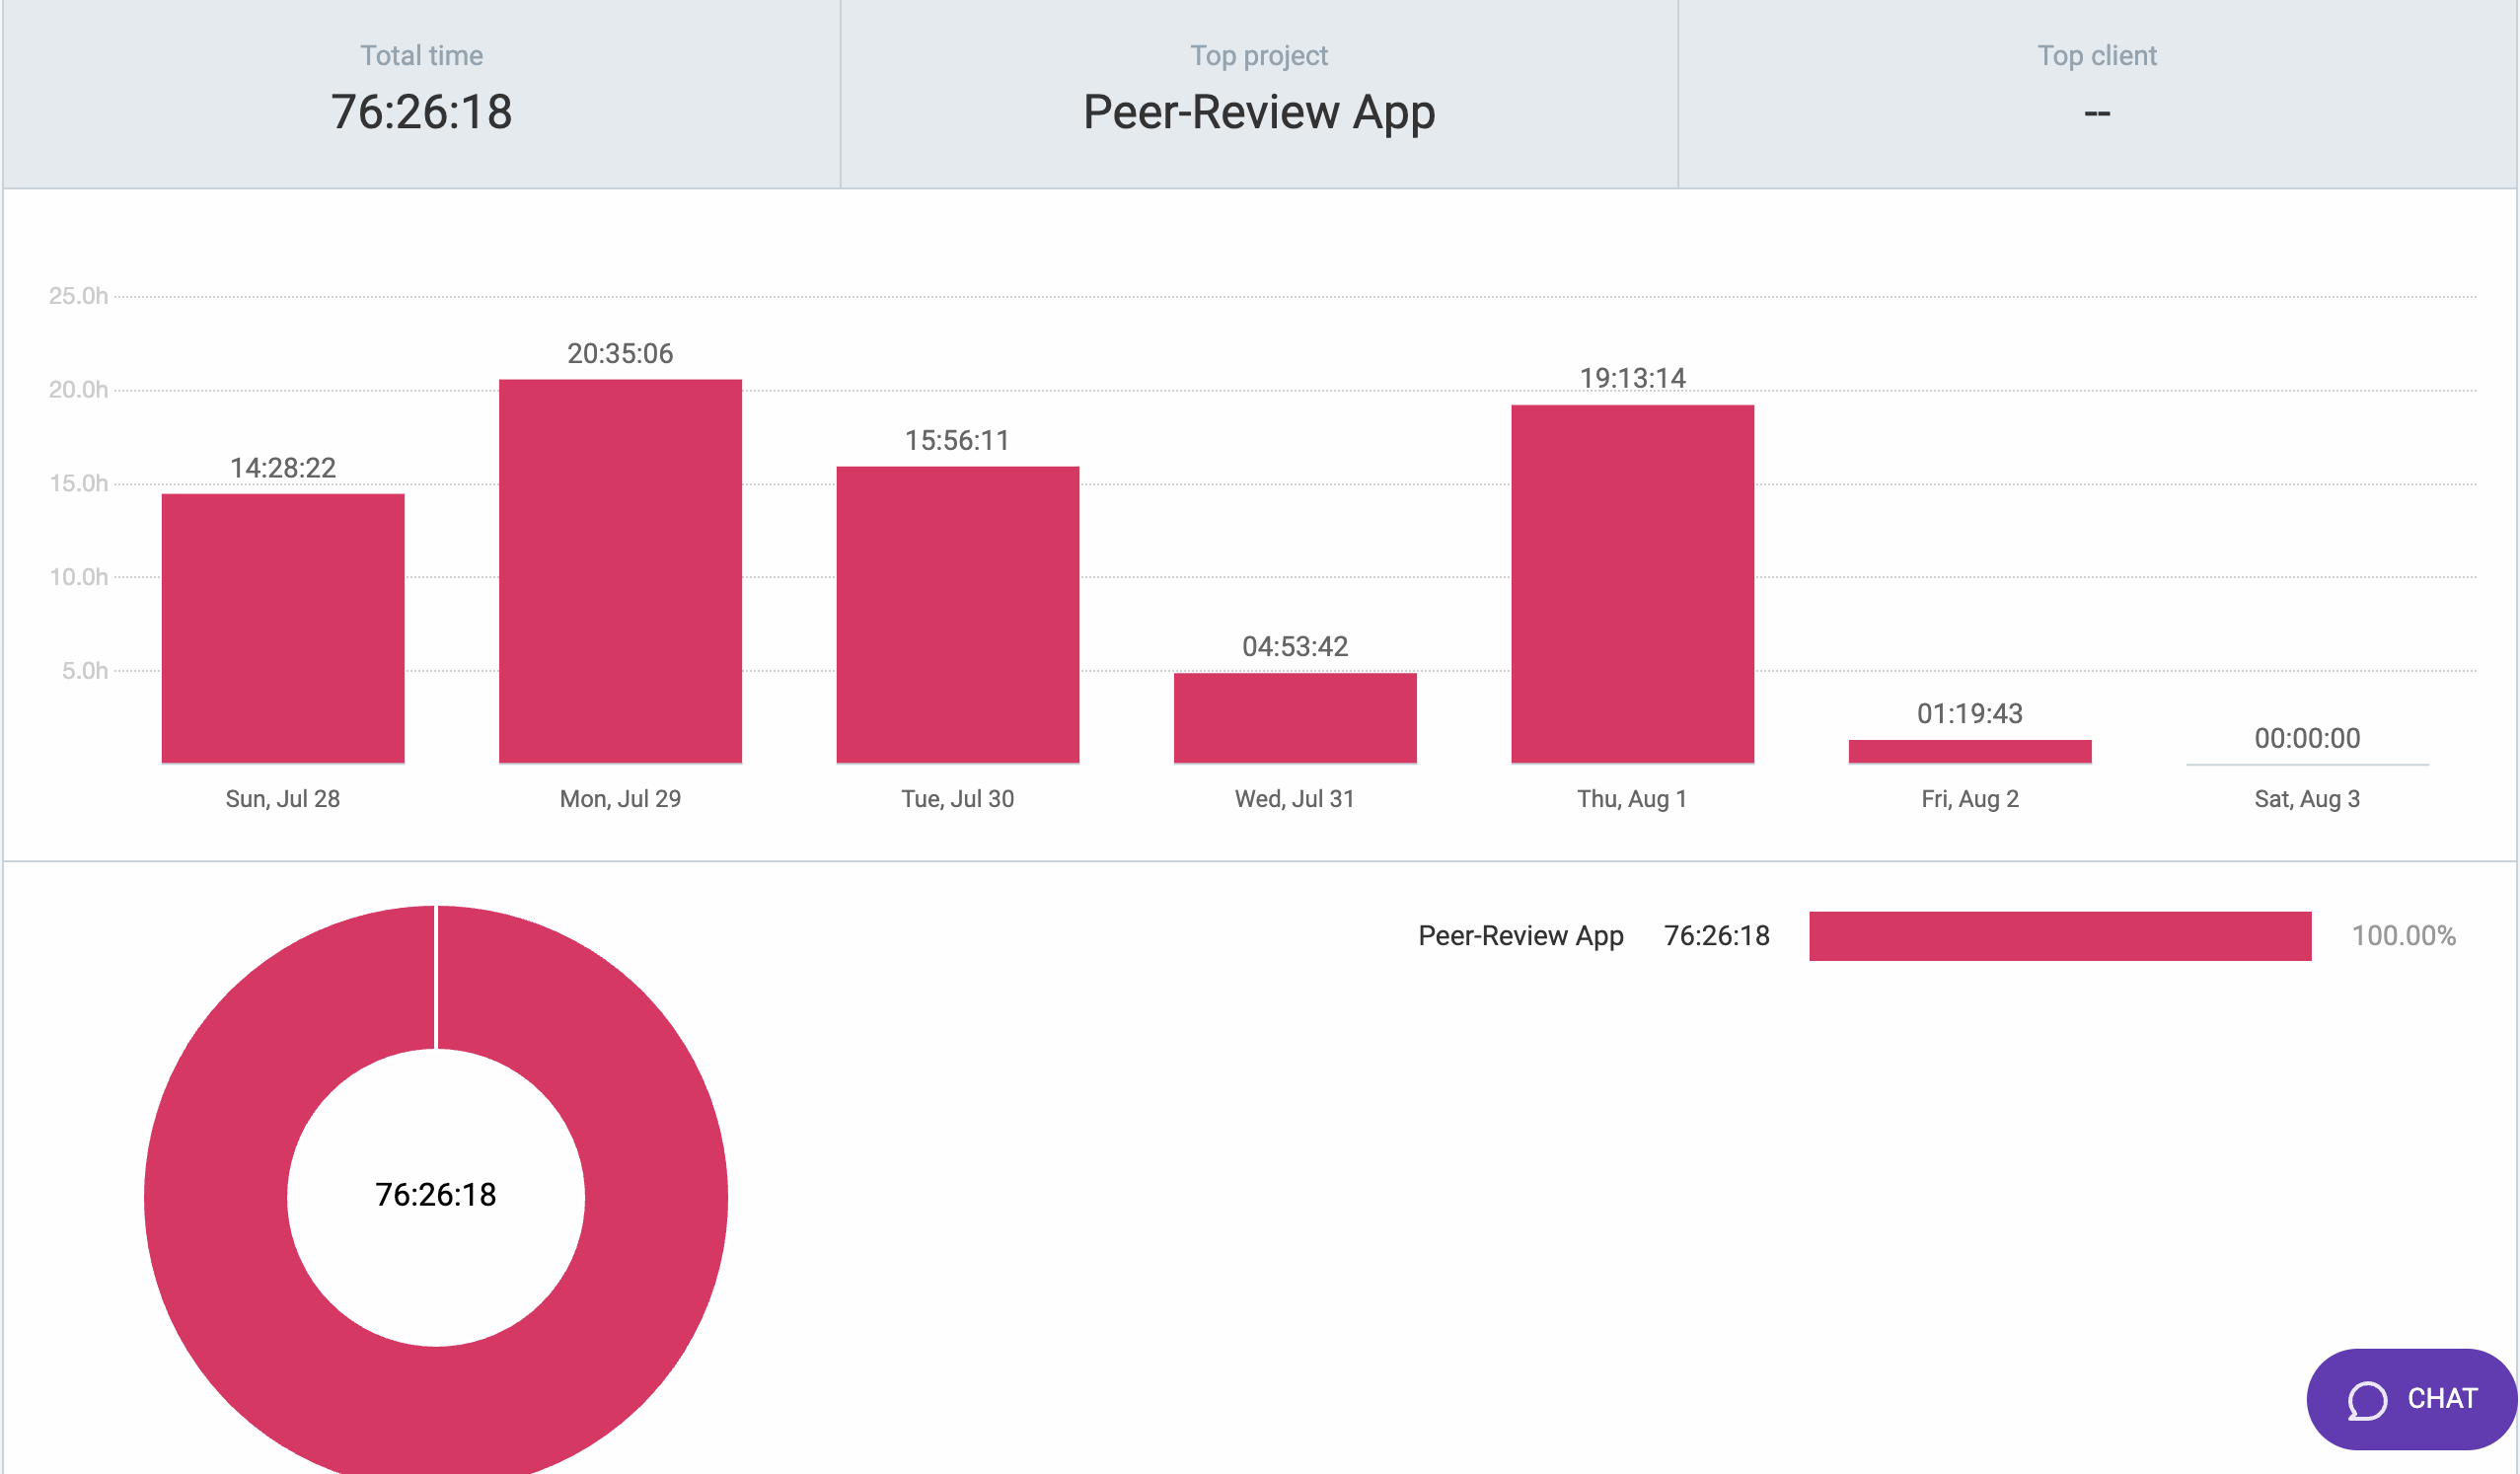 Total time
76:26:18
Top project
Peer-Review App
Top client
--
25.0h
20.0h
15.0h
10.0h
5.0h
14:28:22
20:35:06
15:56:11
04:53:42
19:13:14
01:19:43
00:00:00
Sun, Jul 28
Mon, Jul 29
Tue, Jul 30
Wed, Jul 31
Thu, Aug 1
Fri, Aug 2
Sat, Aug 3
Peer-Review App 76:26:18 100.00%
76:26:18
CHAT